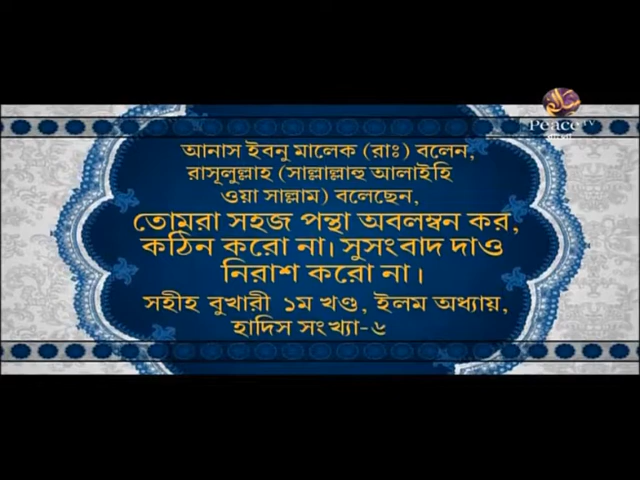 Peace TV
বাংলা
আনাস ইবনু মালেক (রাঃ) বলেন,
রাসূলুল্লাহ (সাল্লাল্লাহু আলাইহি
ওয়া সাল্লাম) বলেছেন,
তোমরা সহজ পন্থা অবলম্বন কর,
কঠিন করো না। সুসংবাদ দাও
নিরাশ করো না।
সহীহ বুখারী ১ম খণ্ড, ইলম অধ্যায়,
হাদিস সংখ্যা-৬